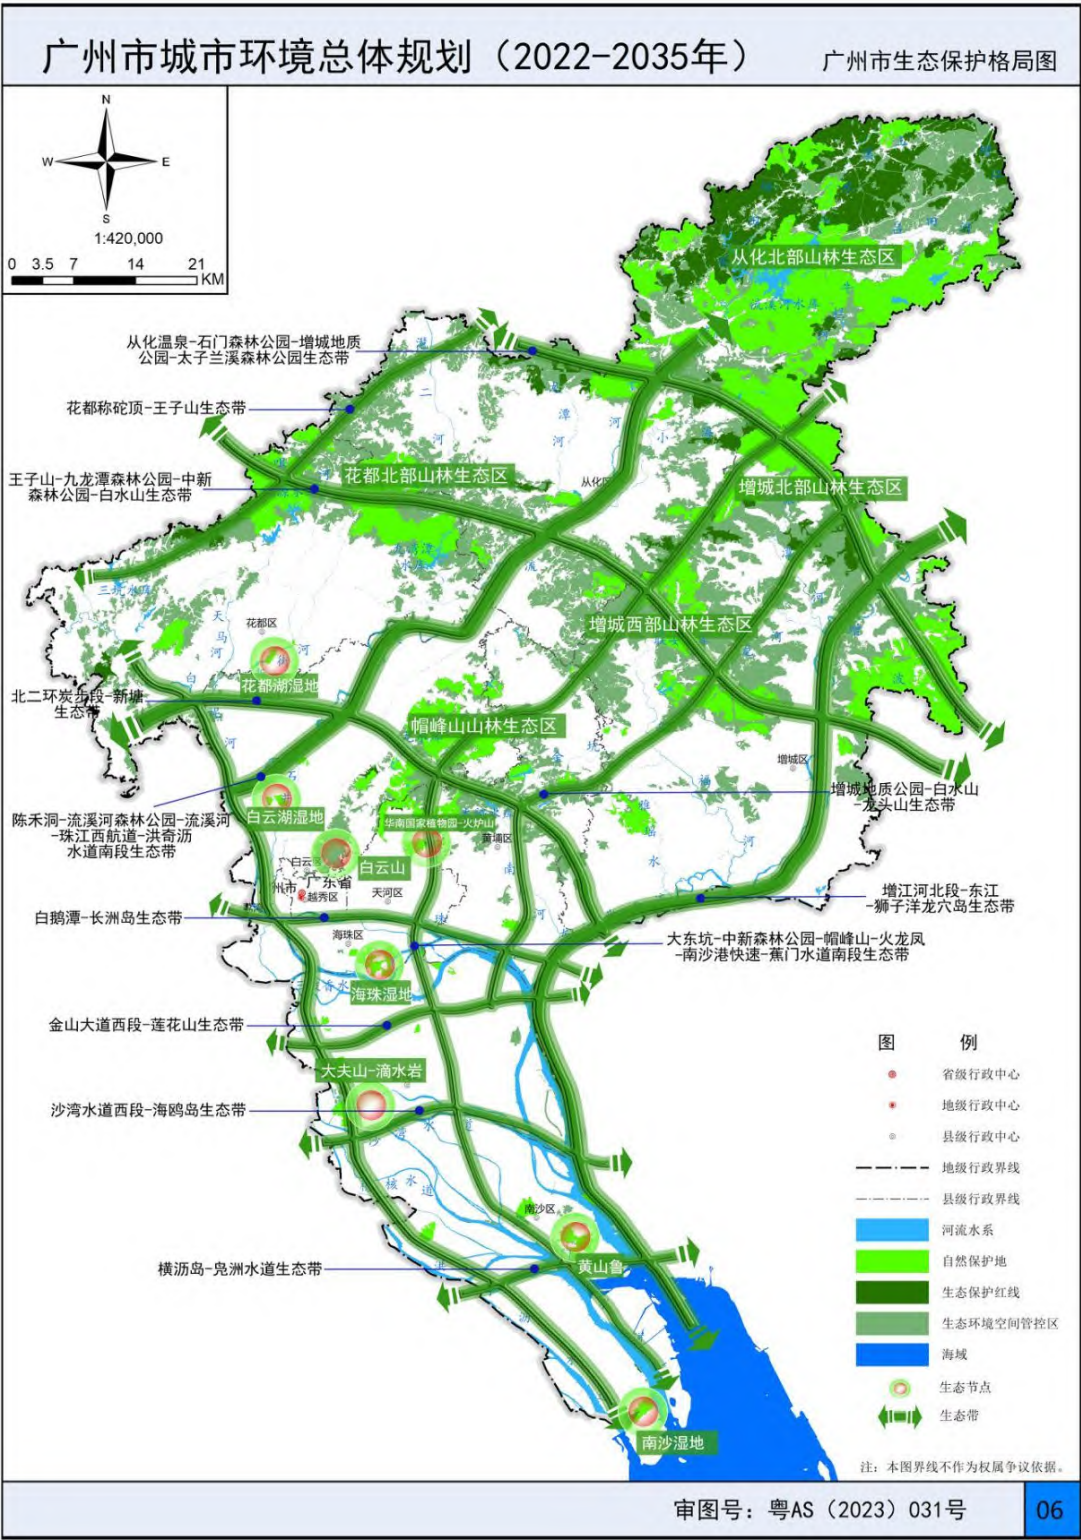 广州市城市环境总体规划（2022-2035年）
广州市生态保护格局图
N
W
E
S
1:420,000
0 3.5 7 14 21 KM
从化北部山林生态区
从化温泉-石门森林公园-增城地质
公园-太子兰溪森林公园生态带
花都称砣顶-王子山生态带
王子山-九龙潭森林公园-中新
森林公园-白水山生态带
花都北部山林生态区
增城北部山林生态区
增城西部山林生态区
花都区
花都湖湿地
北二环炭步段-新塘
生态带
帽峰山山林生态区
增城区
增城地质公园-白水山
-龙头山生态带
陈禾洞-流溪河森林公园-流溪河
-珠江西航道-洪奇沥
水道南段生态带
白云湖湿地
华南国家植物园-火炉山
黄埔区
白云区
白云山
广东省
州市
越秀区
天河区
增江河北段-东江
-狮子洋龙穴岛生态带
白鹅潭-长洲岛生态带
海珠区
大东坑-中新森林公园-帽峰山-火龙凤
-南沙港快速-蕉门水道南段生态带
海珠湿地
金山大道西段-莲花山生态带
大夫山-滴水岩
沙湾水道西段-海鸥岛生态带
南沙区
黄山鲁
横沥岛-凫洲水道生态带
南沙湿地
图 例
省级行政中心
地级行政中心
县级行政中心
地级行政界线
县级行政界线
河流水系
自然保护地
生态保护红线
生态环境空间管控区
海域
生态节点
生态带
注：本图界线不作为权属争议依据。
审图号：粤AS（2023）031号
06